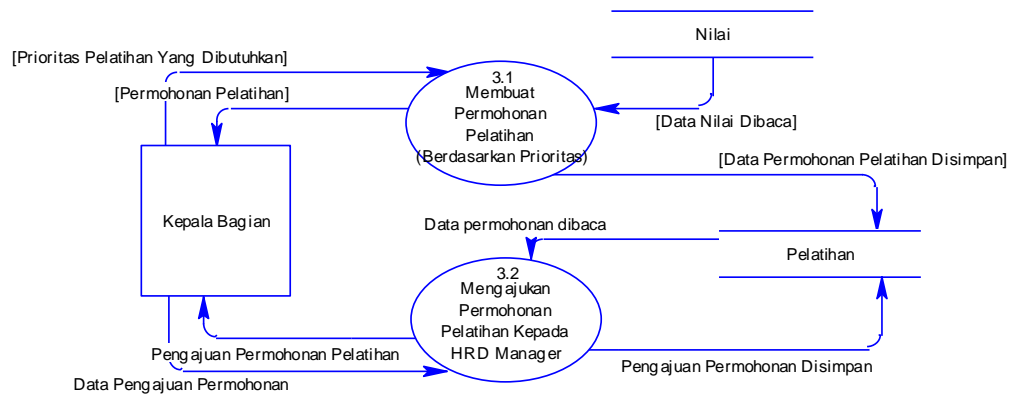 Nilai
[Prioritas Pelatihan Yang Dibutuhkan]
3.1
Membuat
Permohonan
Pelatihan
(Berdasarkan Prioritas)
[Permohonan Pelatihan]
[Data Nilai Dibaca]
[Data Permohonan Pelatihan Disimpan]
Kepala Bagian
Data permohonan dibaca
Pelatihan
3.2
Mengajukan
Permohonan
Pelatihan Kepada
HRD Manager
Pengajuan Permohonan Pelatihan
Pengajuan Permohonan Disimpan
Data Pengajuan Permohonan